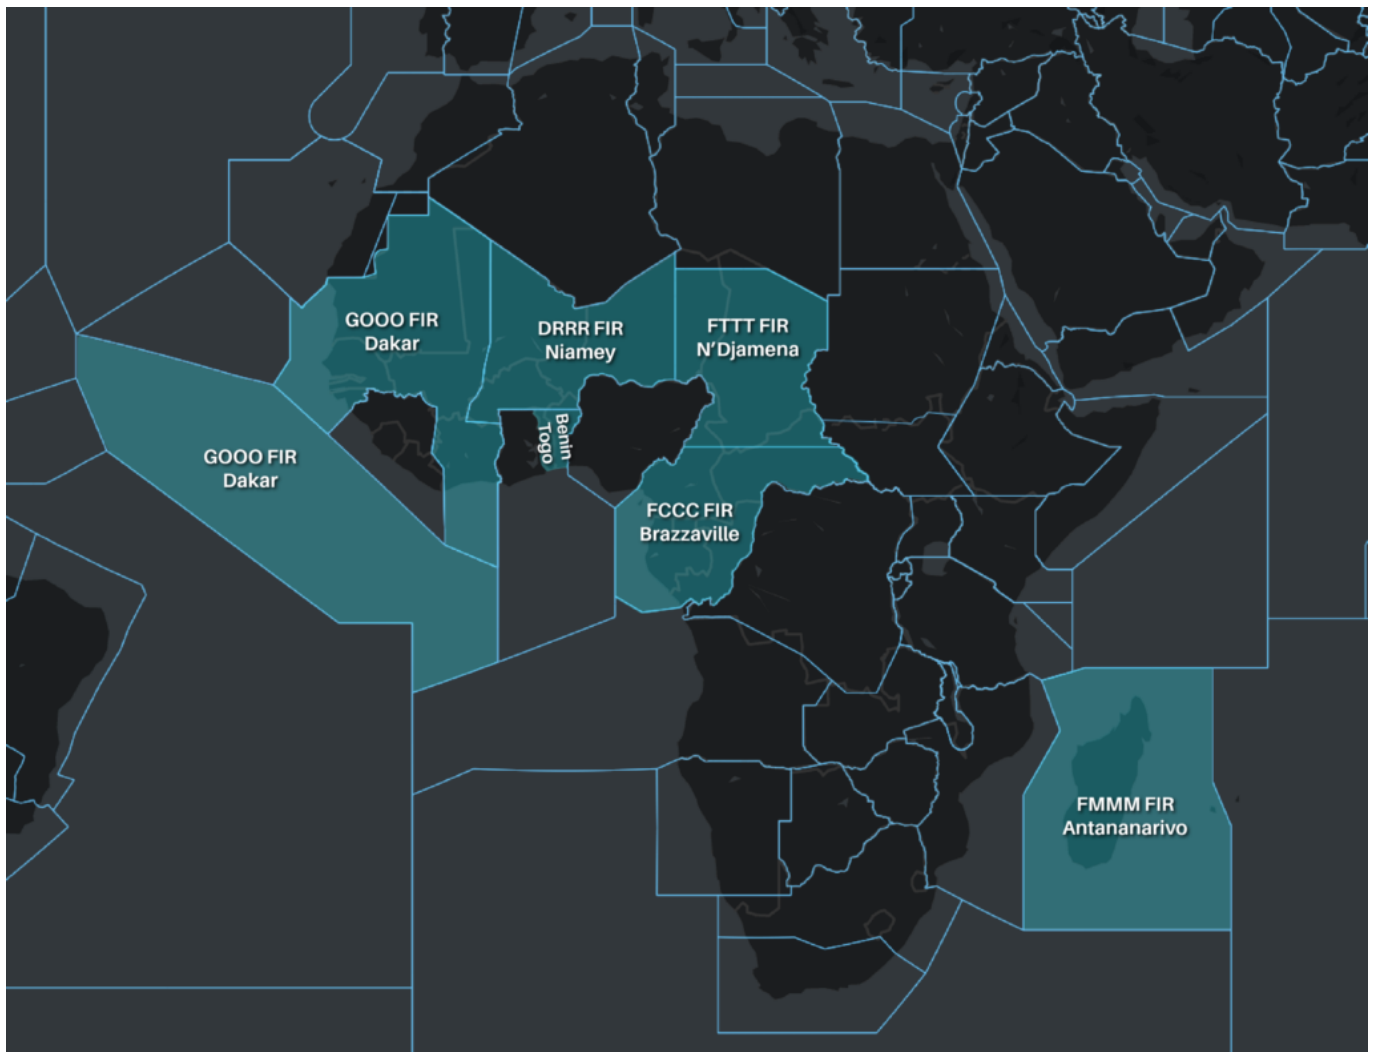 GOOO FIR
Dakar
DRRR FIR
Niamey
FTTT FIR
N’Djamena
Benin
Togo
GOOO FIR
Dakar
FCCC FIR
Brazzaville
FMMM FIR
Antananarivo